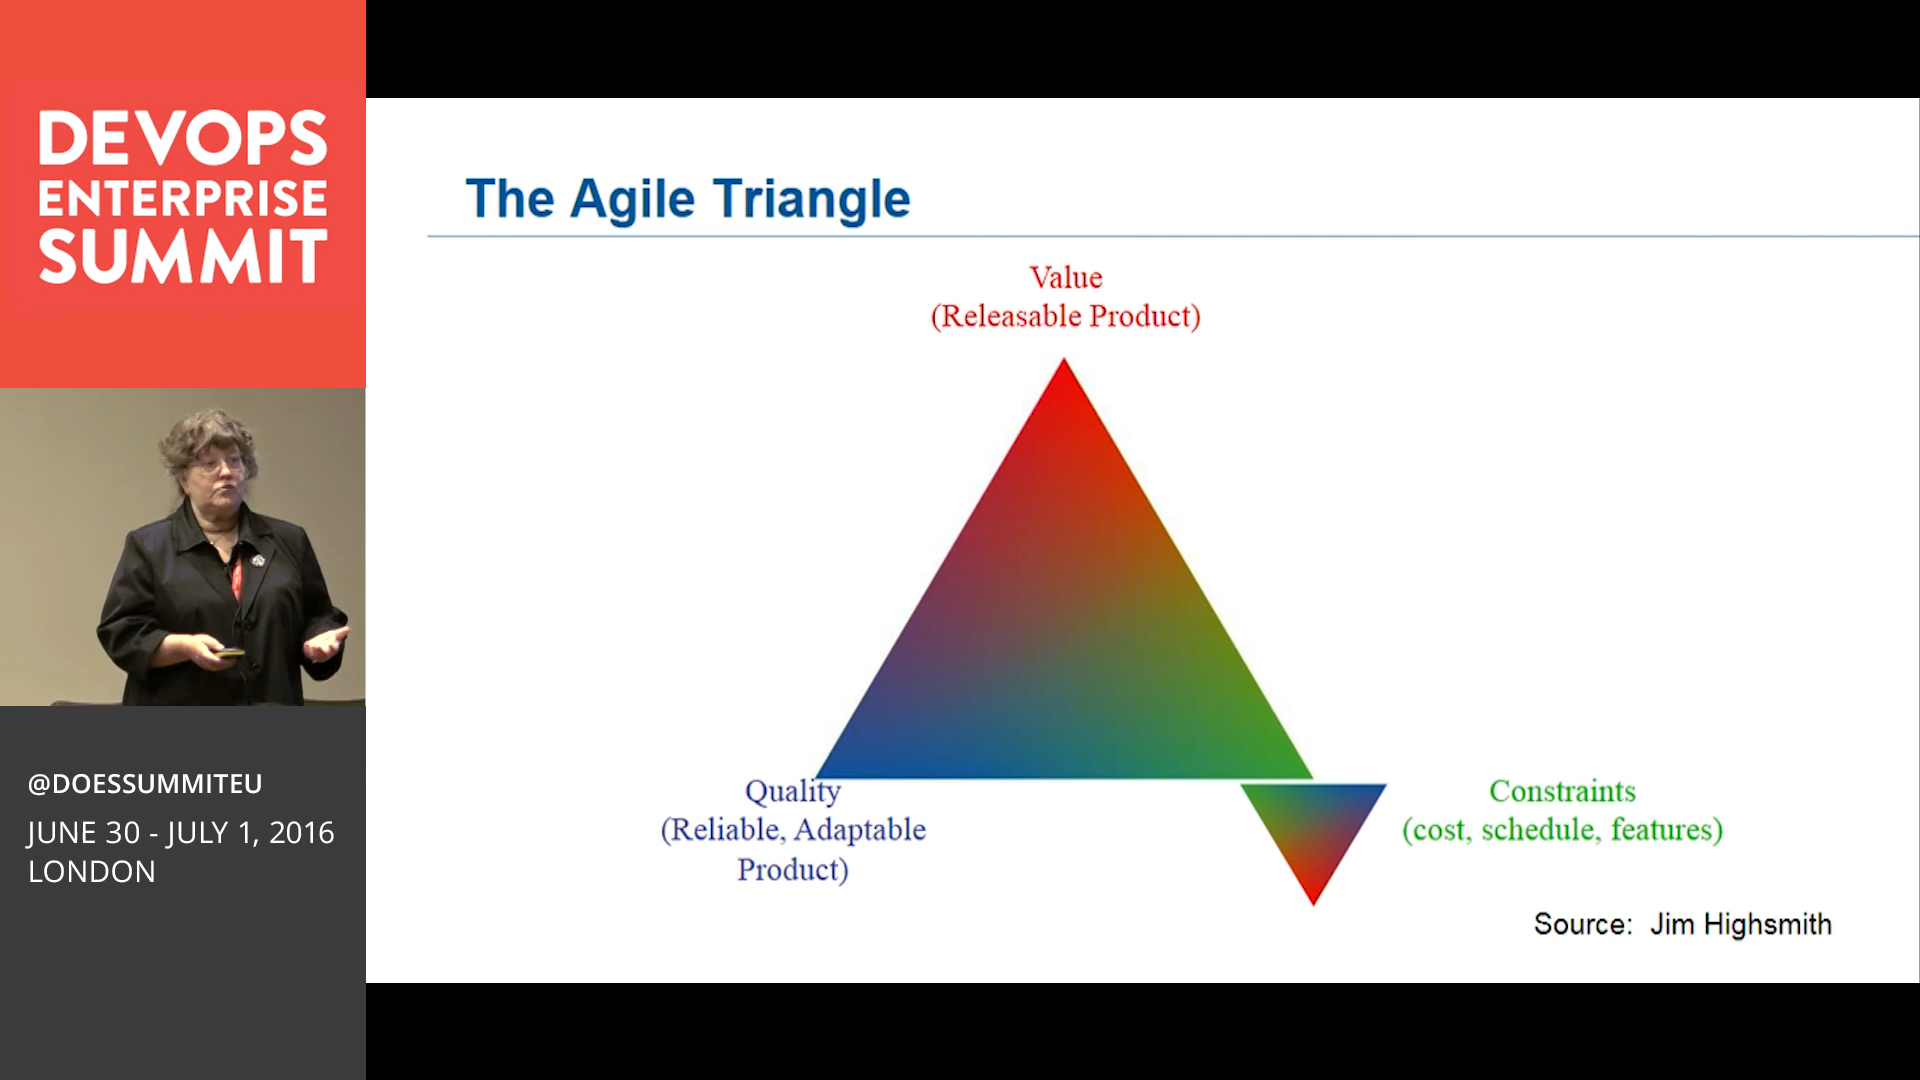 DEVOPS
ENTERPRISE
SUMMIT
@DOESSUMMITEU
JUNE 30 - JULY 1, 2016
LONDON
The Agile Triangle
Value
(Releasable Product)
Quality
(Reliable, Adaptable
Product)
Constraints
(cost, schedule, features)
Source: Jim Highsmith